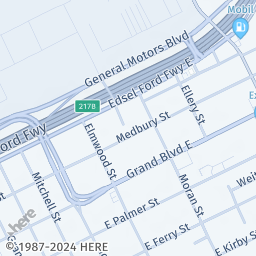 Mobil
General Motors Blvd
Edsel Ford Fwy E
Ford Fwy
2178
Ellery St
Medbury St
Elmwood St
Grand Blvd E
Mitchell St
Moran St
E Palmer St
E Ferry St
E Kirby
here
©1987-2024 HERE